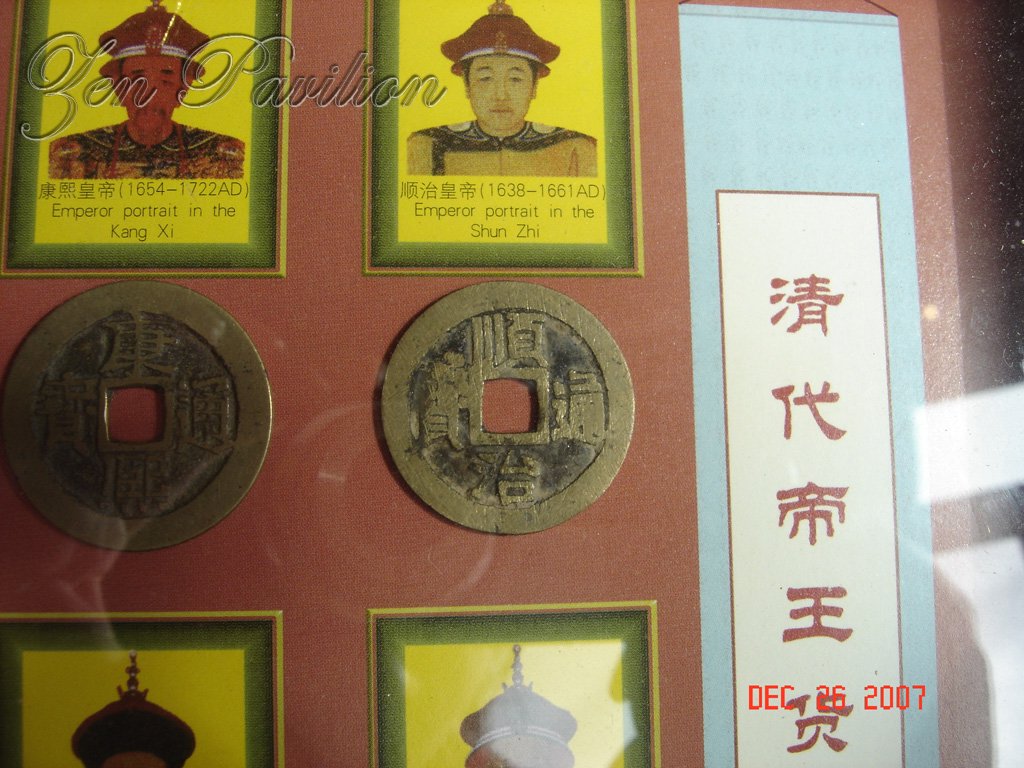 Zen Pavilion
康熙皇帝(1654-1722AD)
Emperor portrait in the
Kang Xi
顺治皇帝(1638-1661AD)
Emperor portrait in the
Shun Zhi
順治通寶
康熙通寶
清代帝王货
DEC 26 2007